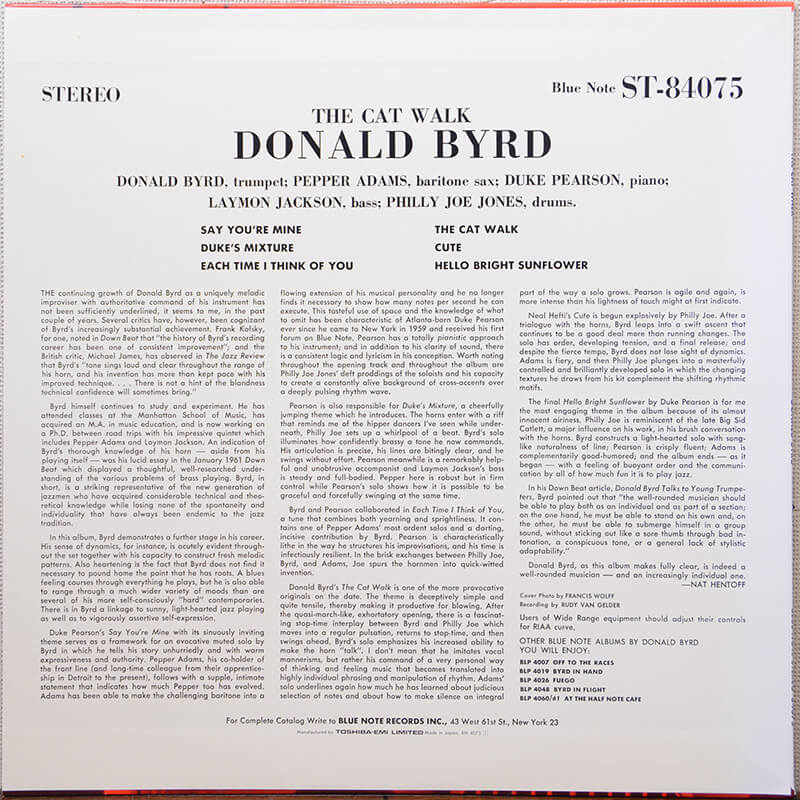 STEREO
Blue Note ST-84075
THE CAT WALK
DONALD BYRD
DONALD BYRD, trumpet; PEPPER ADAMS, baritone sax; DUKE PEARSON, piano;
LAYMON JACKSON, bass; PHILLY JOE JONES, drums.
SAY YOU'RE MINE
DUKE'S MIXTURE
EACH TIME I THINK OF YOU
THE CAT WALK
CUTE
HELLO BRIGHT SUNFLOWER
THE continuing growth of Donald Byrd as a uniquely melodic
improviser with authoritative command of his instrument has
not been sufficiently underlined, it seems to me, in the past
couple of years. Several critics have, however, been cognizant
of Byrd's increasingly substantial achievement. Frank Kofsky,
for one, noted in Down Beat that "the history of Byrd's recording
career has been one of consistent improvement"; and the
British critic, Michael James, has observed in The Jazz Review
that Byrd's "tone sings loud and clear throughout the range of
his horn, and his invention has more than kept pace with his
improved technique. . . . There is not a hint of the blandness
technical confidence will sometimes bring."
Byrd himself continues to study and experiment. He has
attended classes at the Manhattan School of Music, has
acquired an M.A. in music education, and is now working on
a Ph.D. between road trips with his impressive quintet which
includes Pepper Adams and Laymon Jackson. An indication of
Byrd's thorough knowledge of his horn — aside from his
playing itself — was his lucid essay in the January 1961 Down
Beat which displayed a thoughtful, well-researched under-
standing of the various problems of brass playing. Byrd, in
short, is a striking representative of the new generation of
jazzmen who have acquired considerable technical and theo-
retical knowledge while losing none of the spontaneity and
individuality that have always been endemic to the jazz
tradition.
In this album, Byrd demonstrates a further stage in his career.
His sense of dynamics, for instance, is acutely evident through-
out the set together with his capacity to construct fresh melodic
patterns. Also heartening is the fact that Byrd does not find it
necessary to pound home the point that he has roots. A blues
feeling courses through everything he plays, but he is also able
to range through a much wider variety of moods than are
several of his more self-consciously "hard" contemporaries.
There is in Byrd a linkage to sunny, light-hearted jazz playing
as well as to vigorously assertive self-expression.
Duke Pearson's Say You're Mine with its sinuously inviting
theme serves as a framework for an evocative muted solo by
Byrd in which he tells his story unhurriedly and with warm
expressiveness and authority. Pepper Adams, his co-holder of
the front line (and long-time colleague from their apprentice-
ship in Detroit to the present), follows with a supple, intimate
statement that indicates how much Pepper too has evolved.
Adams has been able to make the challenging baritone into a
flowing extension of his musical personality and he no longer
finds it necessary to show how many notes per second he can
execute. This tasteful use of space and the knowledge of what
to omit has been characteristic of Atlanta-born Duke Pearson
ever since he came to New York in 1959 and received his first
forum on Blue Note. Pearson has a totally pianistic approach
to his instrument; and in addition to his clarity of sound, there
is a consistent logic and lyricism in his conception. Worth noting
throughout the opening track and throughout the album are
Philly Joe Jones' deft proddings of the soloists and his capacity
to create a constantly alive background of cross-accents over
a deeply pulsing rhythm wave.
Pearson is also responsible for Duke's Mixture, a cheerfully
jumping theme which he introduces. The horns enter with a riff
that reminds me of the hipper dancers I've seen while under-
neath, Philly Joe sets up a whirlpool of a beat. Byrd's solo
illuminates how confidently brassy a tone he now commands.
His articulation is precise, his lines are bitingly clear, and he
swings without effort. Pearson meanwhile is a remarkably help-
ful and unobtrusive accompanist and Laymon Jackson's bass
is steady and full-bodied. Pepper here is robust but in firm
control while Pearson's solo shows how it is possible to be
graceful and forcefully swinging at the same time.
Byrd and Pearson collaborated in Each Time I Think of You,
a tune that combines both yearning and sprightliness. It con-
tains one of Pepper Adams' most ardent solos and a darting,
incisive contribution by Byrd. Pearson is characteristically
lithe in the way he structures his improvisations, and his time is
infectiously resilient. In the brisk exchanges between Philly Joe,
Byrd, and Adams, Joe spurs the hornmen into quick-witted
invention.
Donald Byrd's The Cat Walk is one of the more provocative
originals on the date. The theme is deceptively simple and
quite tensile, thereby making it productive for blowing. After
the quasi-march-like, exhortatory opening, there is a fascinat-
ing stop-time interplay between Byrd and Philly Joe which
moves into a regular pulsation, returns to stop-time, and then
swings ahead. Byrd's solo emphasizes his increased ability to
make the horn "talk". I don't mean that he imitates vocal
mannerisms, but rather his command of a very personal way
of thinking and feeling music that becomes translated into
highly individual phrasing and manipulation of rhythm. Adams'
solo underlines again how much he has learned about judicious
selection of notes and about how to make silence an integral
part of the way a solo grows. Pearson is agile and again, is
more intense than his lightness of touch might at first indicate.
Neal Hefti's Cute is begun explosively by Philly Joe. After a
trialogue with the horns, Byrd leaps into a swift ascent that
continues to be a good deal more than running changes. The
solo has order, developing tension, and a final release; and
despite the fierce tempo, Byrd does not lose sight of dynamics.
Adams is fiery, and then Philly Joe plunges into a masterfully
controlled and brilliantly developed solo in which the changing
textures he draws from his kit complement the shifting rhythmic
motifs.
The final Hello Bright Sunflower by Duke Pearson is for me
the most engaging theme in the album because of its almost
innocent airiness. Philly Joe is reminiscent of the late Big Sid
Catlett, a major influence on his work, in his brush conversation
with the horns. Byrd constructs a light-hearted solo with song-
like naturalness of line; Pearson is crisply fluent; Adams is
complementarily good-humored; and the album ends — as it
began — with a feeling of buoyant order and the communi-
cation by all of how much fun it is to play jazz.
In his Down Beat article, Donald Byrd Talks to Young Trumpe-
ters, Byrd pointed out that "the well-rounded musician should
be able to play both as an individual and as part of a section;
on the one hand, he must be able to stand on his own and, on
the other, he must be able to submerge himself in a group
sound, without sticking out like a sore thumb through bad in-
tonation, a conspicuous tone, or a general lack of stylistic
adaptability."
Donald Byrd, as this album makes fully clear, is indeed a
well-rounded musician — and an increasingly individual one.
—NAT HENTOFF
Cover Photo by FRANCIS WOLFF
Recording by RUDY VAN GELDER
Users of Wide Range equipment should adjust their controls
for RIAA curve.
OTHER BLUE NOTE ALBUMS BY DONALD BYRD
YOU WILL ENJOY:
BLP 4007 OFF TO THE RACES
BLP 4019 BYRD IN HAND
BLP 4026 FUEGO
BLP 4048 BYRD IN FLIGHT
BLP 4060/61 AT THE HALF NOTE CAFE
For Complete Catalog Write to BLUE NOTE RECORDS INC., 43 West 61st St., New York 23
Manufactured by TOSHIBA-EMI LIMITED Made in Japan. BN 4075